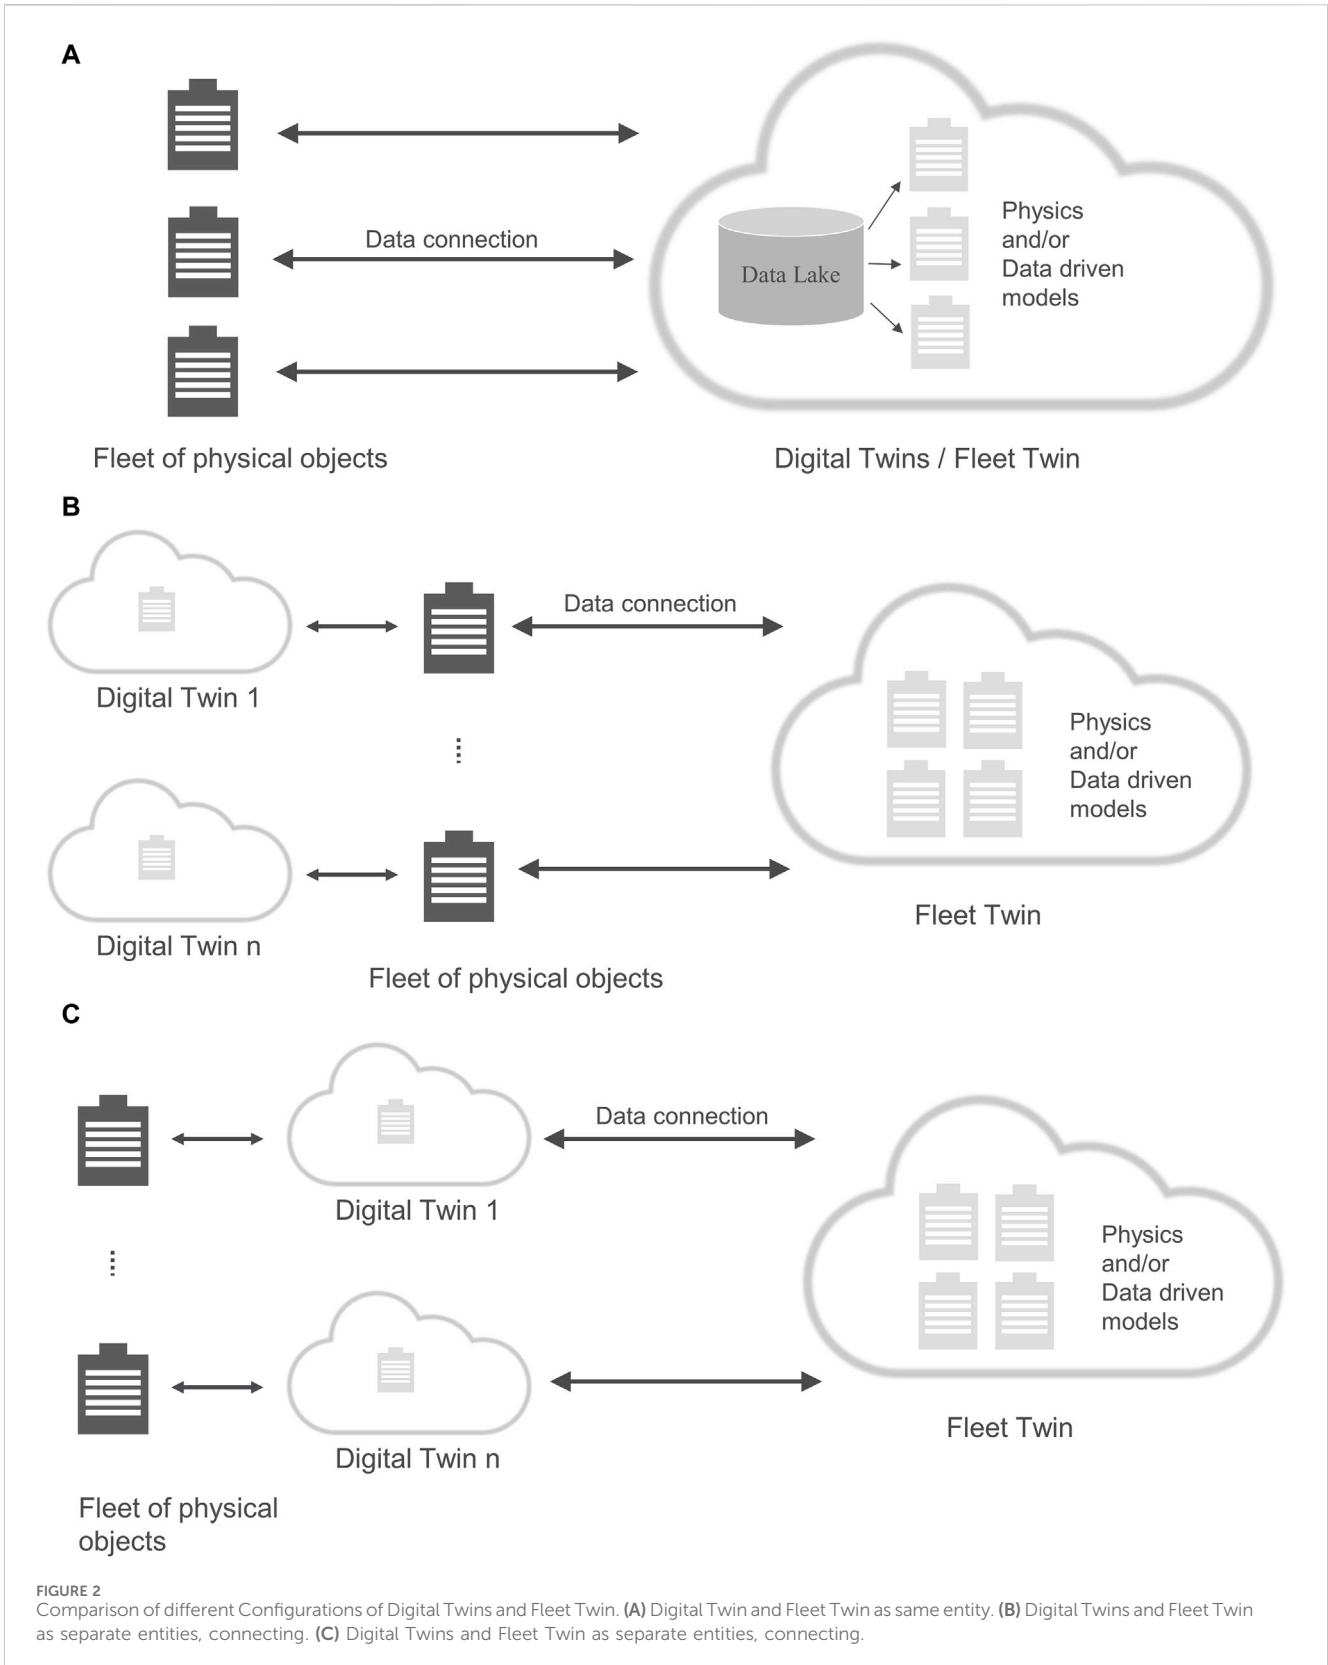 A
Data connection
Data Lake
Physics
and/or
Data driven
models
Fleet of physical objects
Digital Twins / Fleet Twin
B
Data connection
Digital Twin 1
Physics
and/or
Data driven
models
Digital Twin n
Fleet Twin
Fleet of physical objects
C
Data connection
Digital Twin 1
Physics
and/or
Data driven
models
Digital Twin n
Fleet Twin
Fleet of physical
objects
FIGURE 2
Comparison of different Configurations of Digital Twins and Fleet Twin. (A) Digital Twin and Fleet Twin as same entity. (B) Digital Twins and Fleet Twin
as separate entities, connecting. (C) Digital Twins and Fleet Twin as separate entities, connecting.